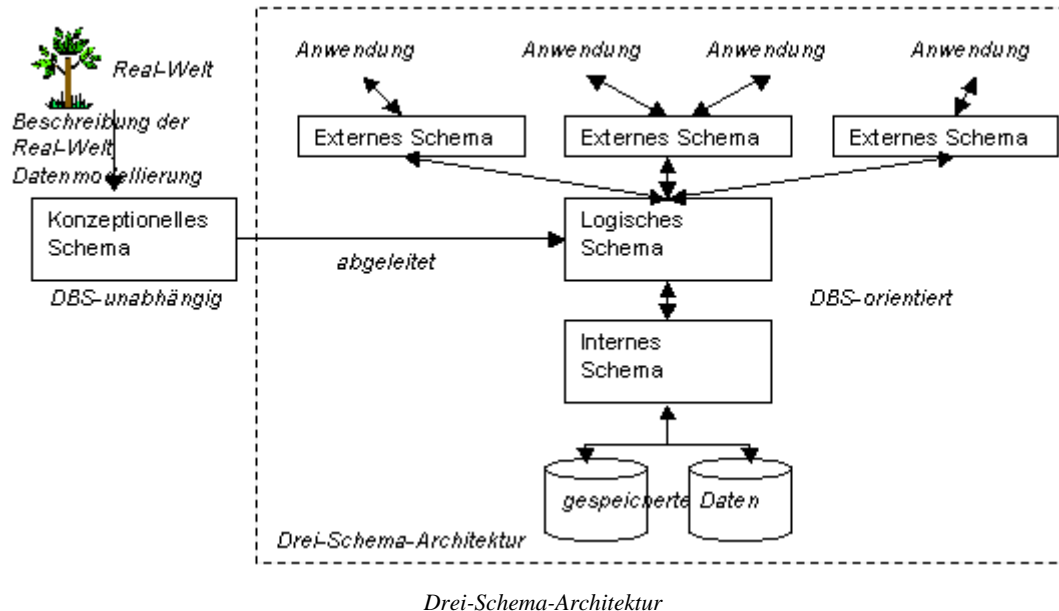 Anwendung Anwendung Anwendung Anwendung
Real-Welt
Beschreibung der
Real-Welt
Datenmodellierung
Externes Schema Externes Schema Externes Schema
Konzeptionelles
Schema
DBS-unabhängig
abgeleitet
Logisches
Schema
DBS-orientiert
Internes
Schema
gespeicherte Daten
Drei-Schema-Architektur
Drei-Schema-Architektur